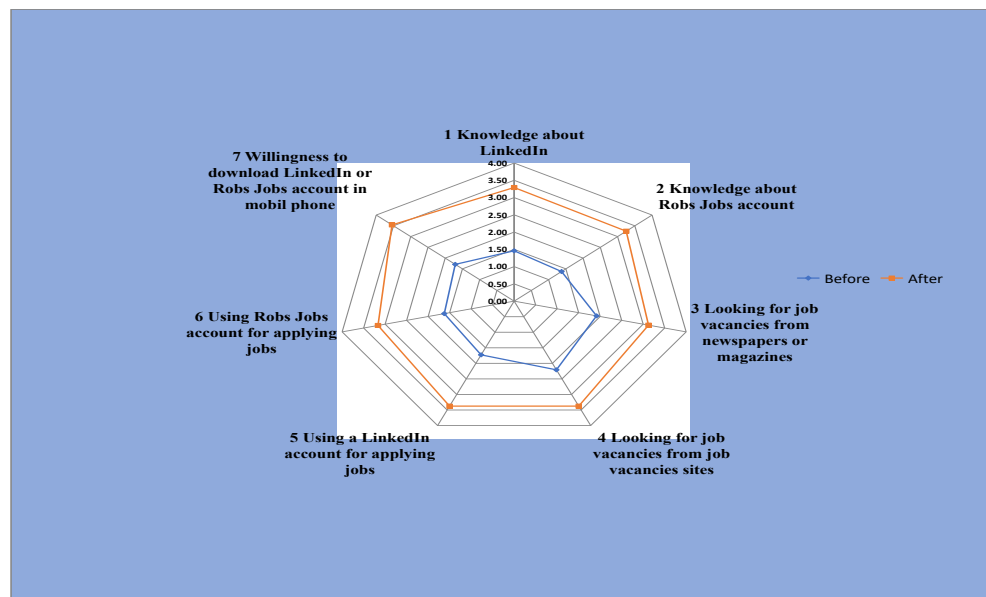 1 Knowledge about
LinkedIn
2 Knowledge about
Robs Jobs account
3 Looking for job
vacancies from
newspapers or
magazines
4 Looking for job
vacancies from job
vacancies sites
5 Using a LinkedIn
account for applying
jobs
6 Using Robs Jobs
account for applying
jobs
7 Willingness to
download LinkedIn or
Robs Jobs account in
mobil phone
4.00
3.50
3.00
2.50
2.00
1.50
1.00
0.50
0.00
Before
After